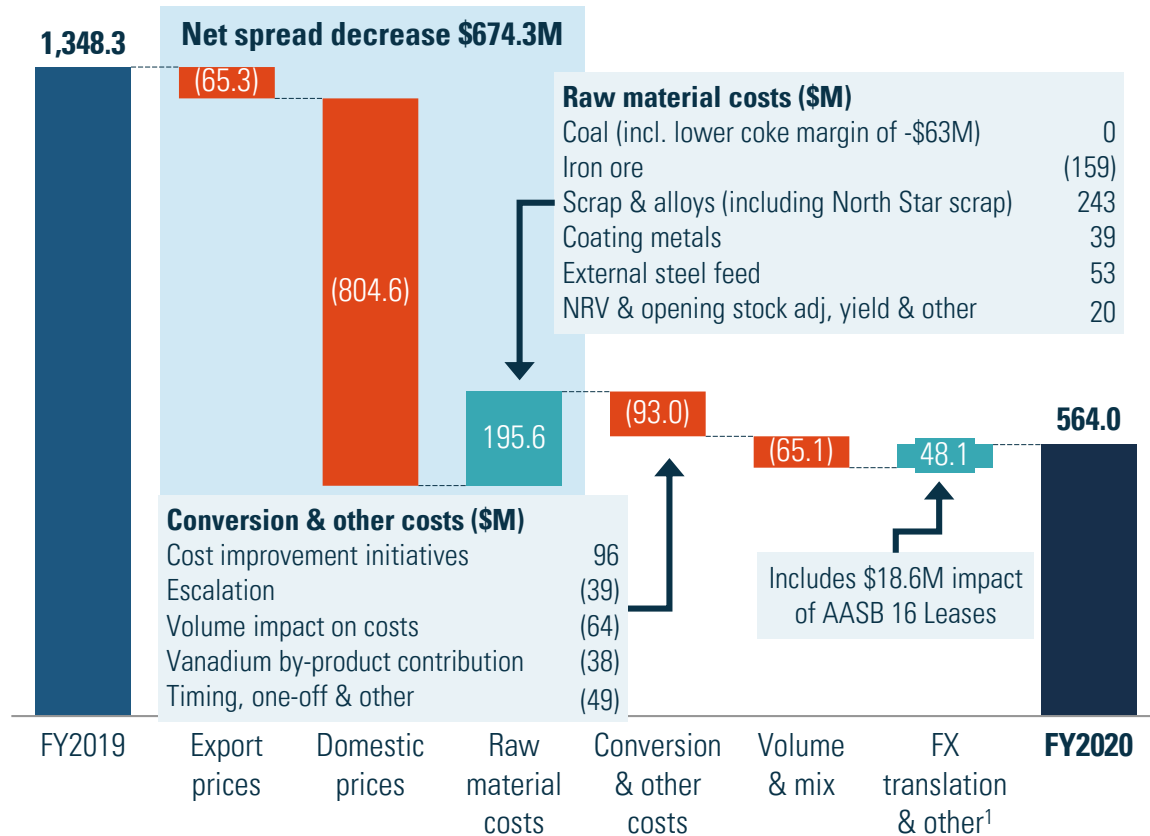 Net spread decrease $674.3M
1,348.3
(65.3)
(804.6)
195.6
(93.0)
(65.1)
48.1
564.0
Raw material costs ($M)
Coal (incl. lower coke margin of -$63M) 0
Iron ore (159)
Scrap & alloys (including North Star scrap) 243
Coating metals 39
External steel feed 53
NRV & opening stock adj, yield & other 20
Conversion & other costs ($M)
Cost improvement initiatives 96
Escalation (39)
Volume impact on costs (64)
Vanadium by-product contribution (38)
Timing, one-off & other (49)
Includes $18.6M impact
of AASB 16 Leases
FY2019
Export
prices
Domestic
prices
Raw
material
costs
Conversion
& other
costs
Volume
& mix
FX
translation
& other¹
FY2020